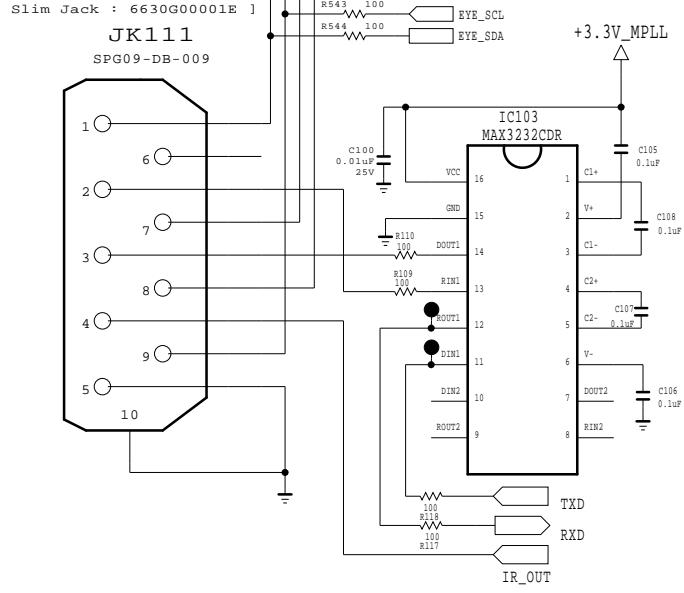 Slim Jack : 6630G00001E ]
JK111
SPG09-DB-009
R543 100
EYE_SCL
R544 100
EYE_SDA
+3.3V_MPLL
1
6
2
7
3
8
4
9
5
10
C100
0.01uF
25V
IC103
MAX3232CDR
C105
0.1uF
VCC 16 1 C1+
GND 15 2 V+
C108
0.1uF
R110
100
DOUT1 14 3 C1-
R109
100
RIN1 13 4 C2+
C107
0.1uF
ROUT1 12 5 C2-
DIN1 11 6 V-
C106
0.1uF
DIN2 10 7 DOUT2
ROUT2 9 8 RIN2
100
R118
TXD
100
R117
RXD
IR_OUT